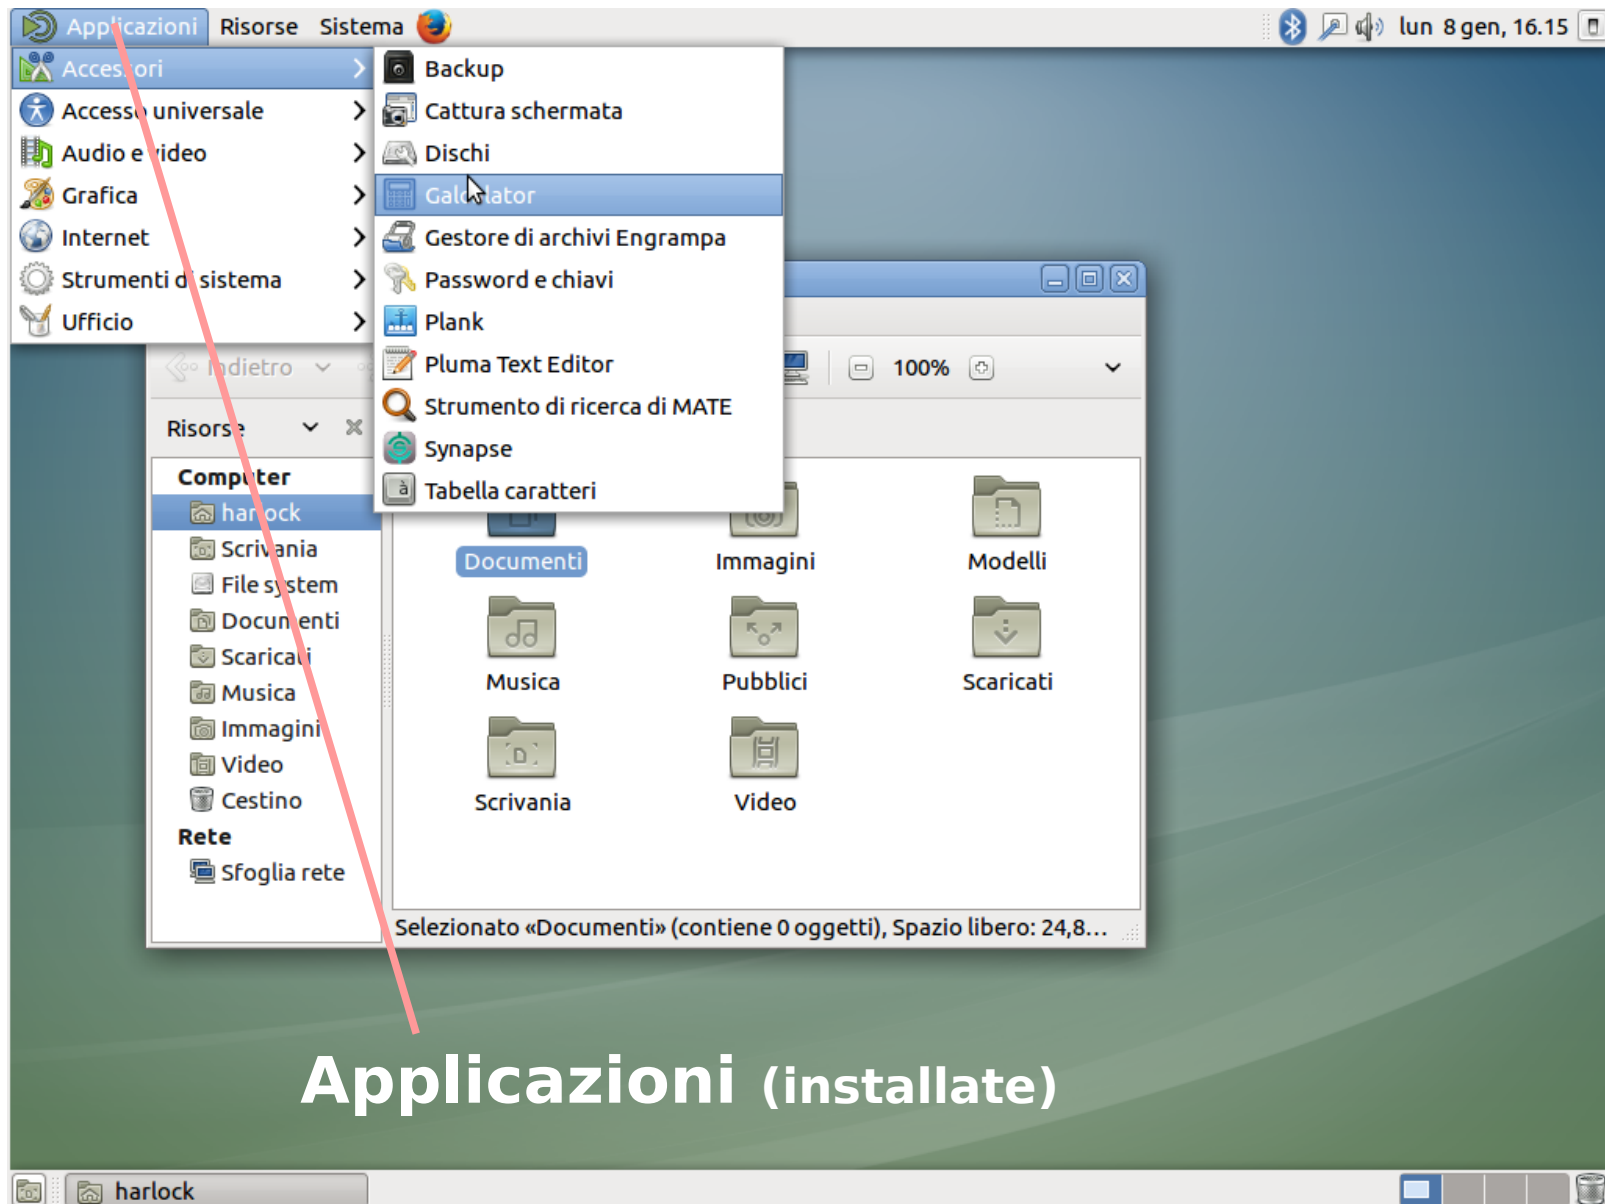 Applicazioni Risorse Sistema lun 8 gen, 16.15
Accessori
Accesso universale
Audio e video
Grafica
Internet
Strumenti di sistema
Ufficio
Backup
Cattura schermata
Dischi
Galculator
Gestore di archivi Engrampa
Password e chiavi
Plank
Pluma Text Editor
Strumento di ricerca di MATE
Synapse
Tabella caratteri
Indietro 100%
Risorse
Computer
harlock
Scrivania
File system
Documenti
Scaricati
Musica
Immagini
Video
Cestino
Rete
Sfoglia rete
Documenti Immagini Modelli
Musica Pubblici Scaricati
Scrivania Video
Selezionato «Documenti» (contiene 0 oggetti), Spazio libero: 24,8...
Applicazioni (installate)
harlock